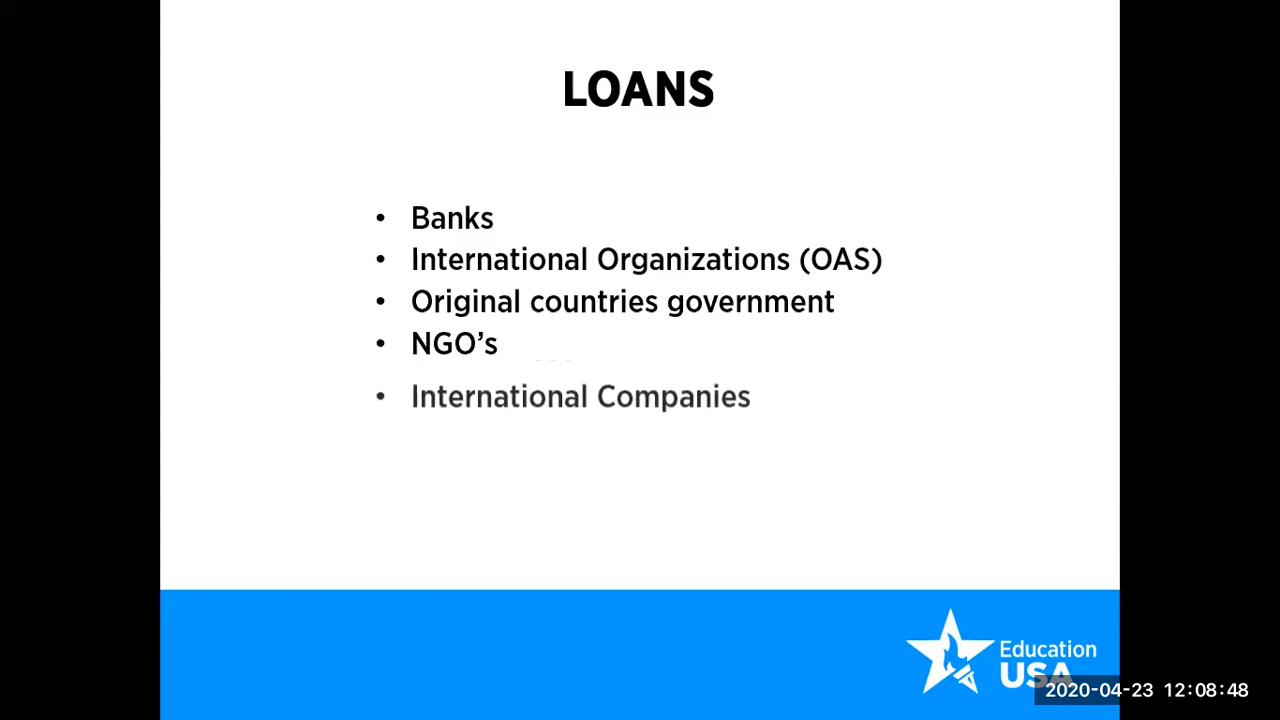 LOANS
• Banks
• International Organizations (OAS)
• Original countries government
• NGO’s
• International Companies
Education
USA
2020-04-23 12:08:48